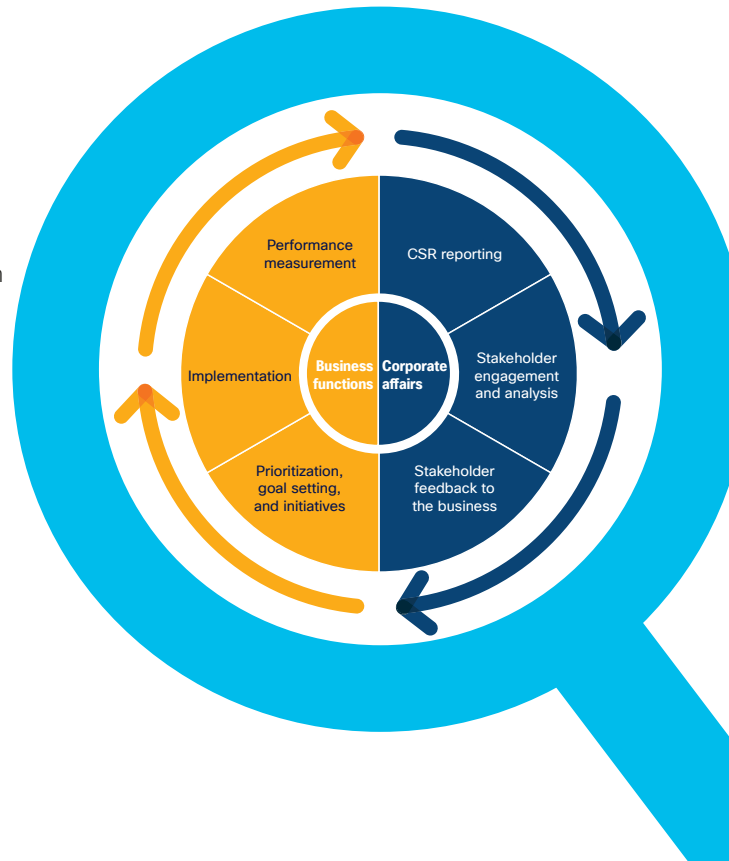 Performance
measurement
CSR reporting
n
Implementation
Business
functions
Corporate
affairs
Stakeholder
engagement
and analysis
Prioritization,
goal setting,
and initiatives
Stakeholder
feedback to
the business